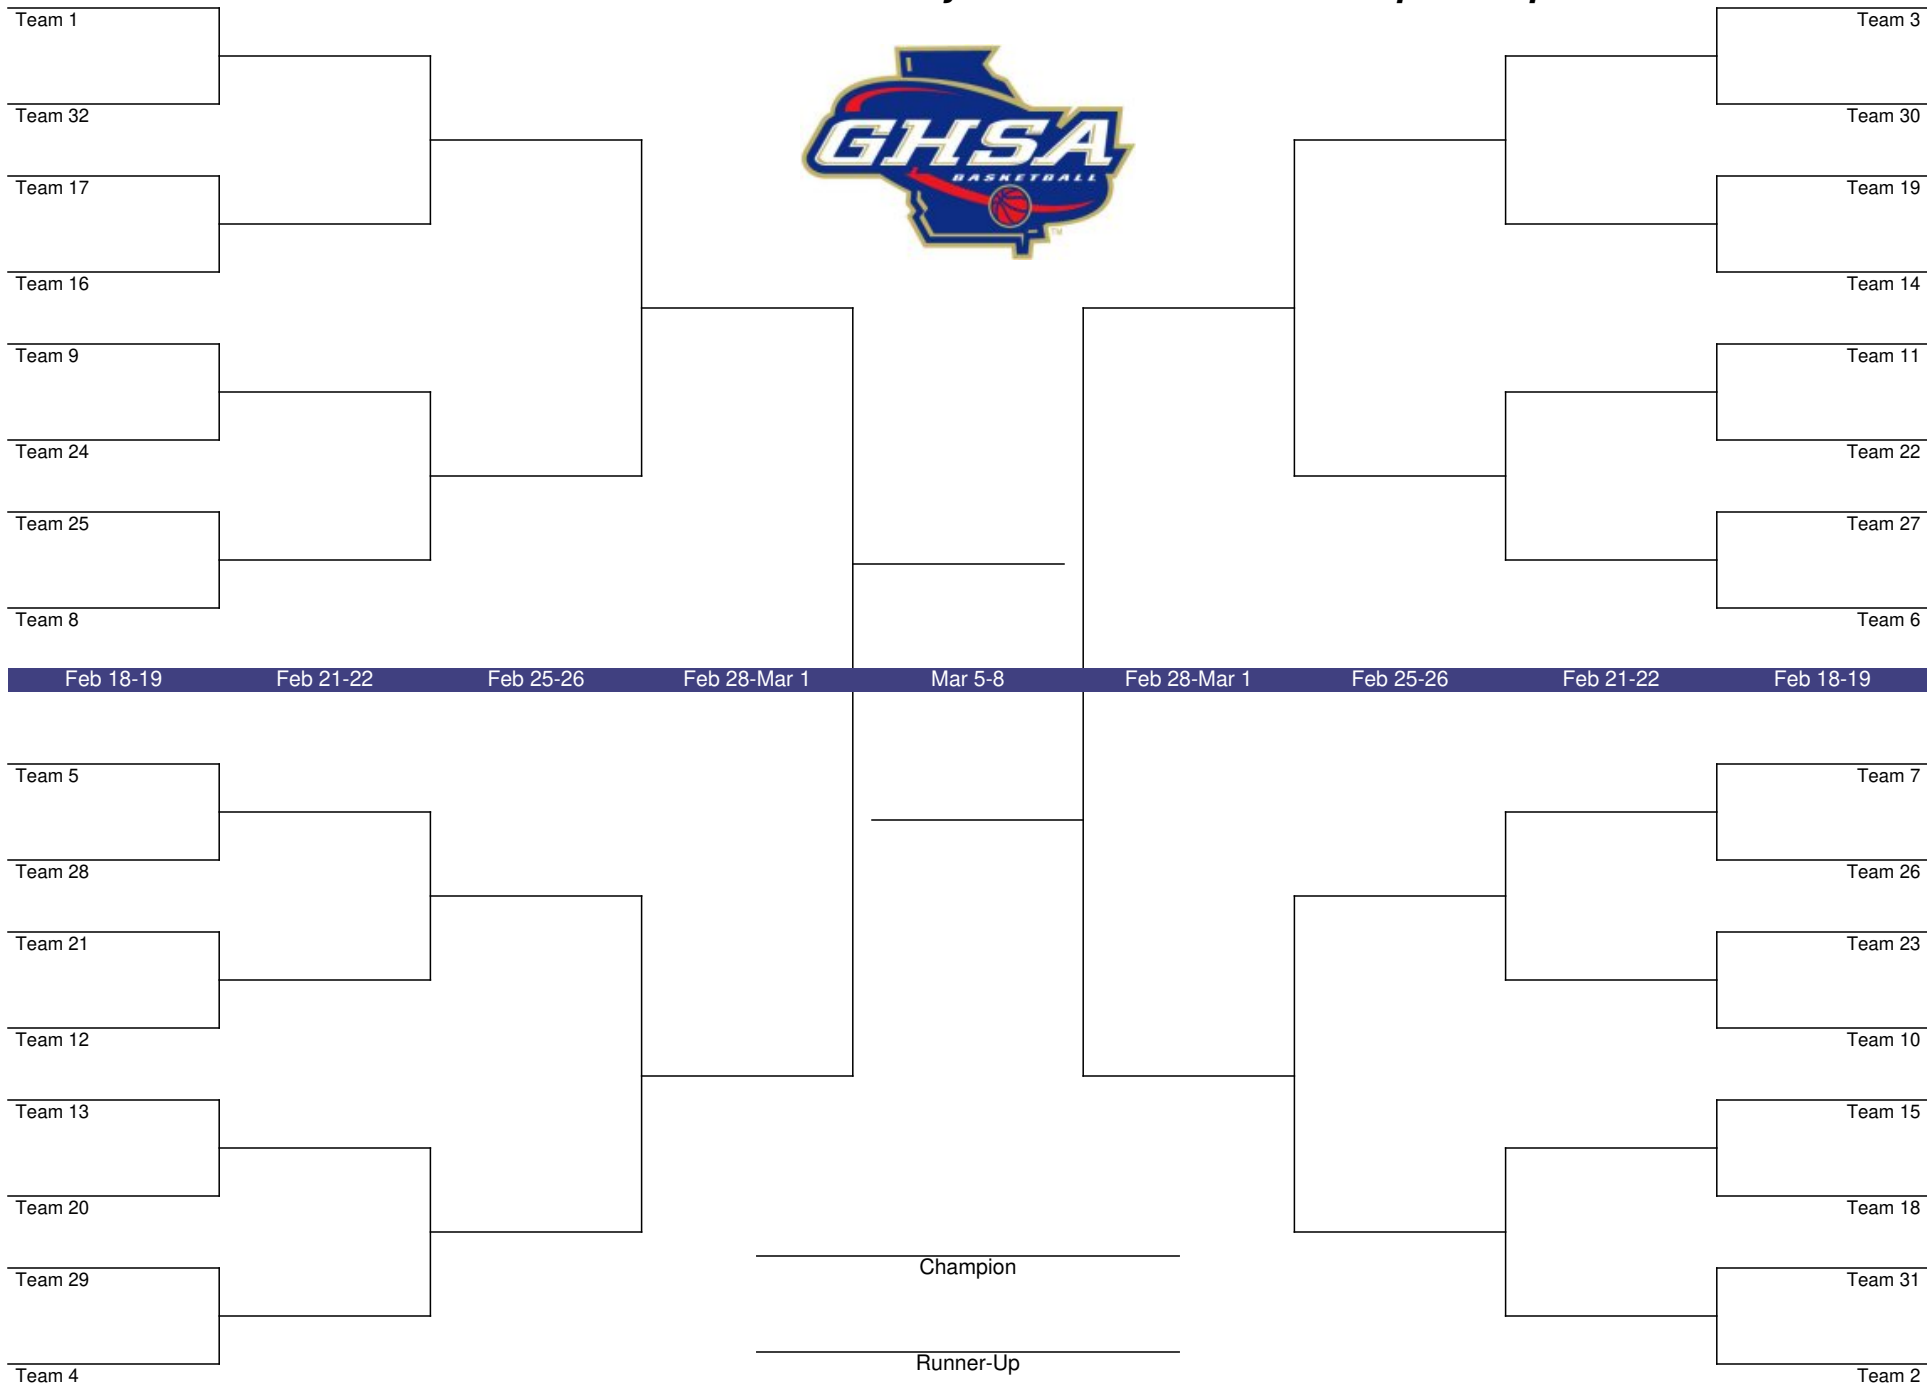 Team 1
Team 3
Team 32
Team 30
Team 17
Team 19
Team 16
Team 14
Team 9
Team 11
Team 24
Team 22
Team 25
Team 27
Team 8
Team 6
GHSA
BASKETBALL
TM
Feb 18-19 Feb 21-22 Feb 25-26 Feb 28-Mar 1 Mar 5-8 Feb 28-Mar 1 Feb 25-26 Feb 21-22 Feb 18-19
Team 5
Team 7
Team 28
Team 26
Team 21
Team 23
Team 12
Team 10
Team 13
Team 15
Team 20
Team 18
Team 29
Team 31
Team 4
Team 2
Champion
Runner-Up